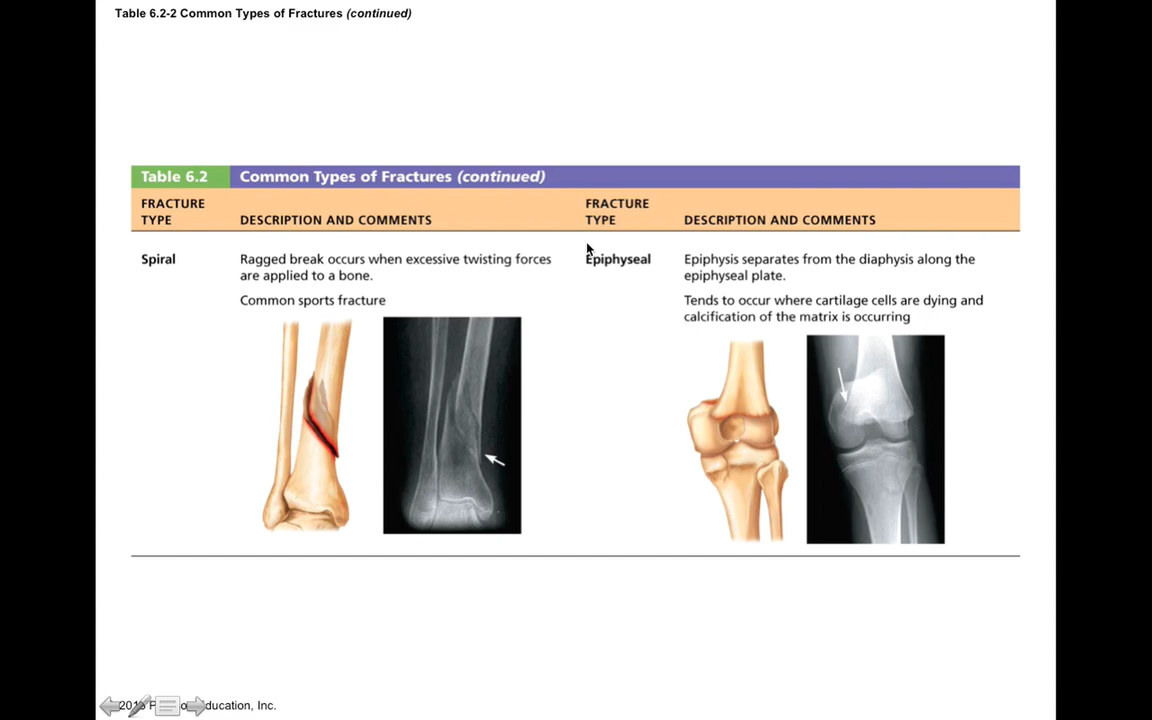 Table 6.2-2 Common Types of Fractures (continued)
Table 6.2 Common Types of Fractures (continued)
FRACTURE TYPE
DESCRIPTION AND COMMENTS
FRACTURE TYPE
DESCRIPTION AND COMMENTS
Spiral
Ragged break occurs when excessive twisting forces
are applied to a bone.
Common sports fracture
Epiphyseal
Epiphysis separates from the diaphysis along the
epiphyseal plate.
Tends to occur where cartilage cells are dying and
calcification of the matrix is occurring
Inc.